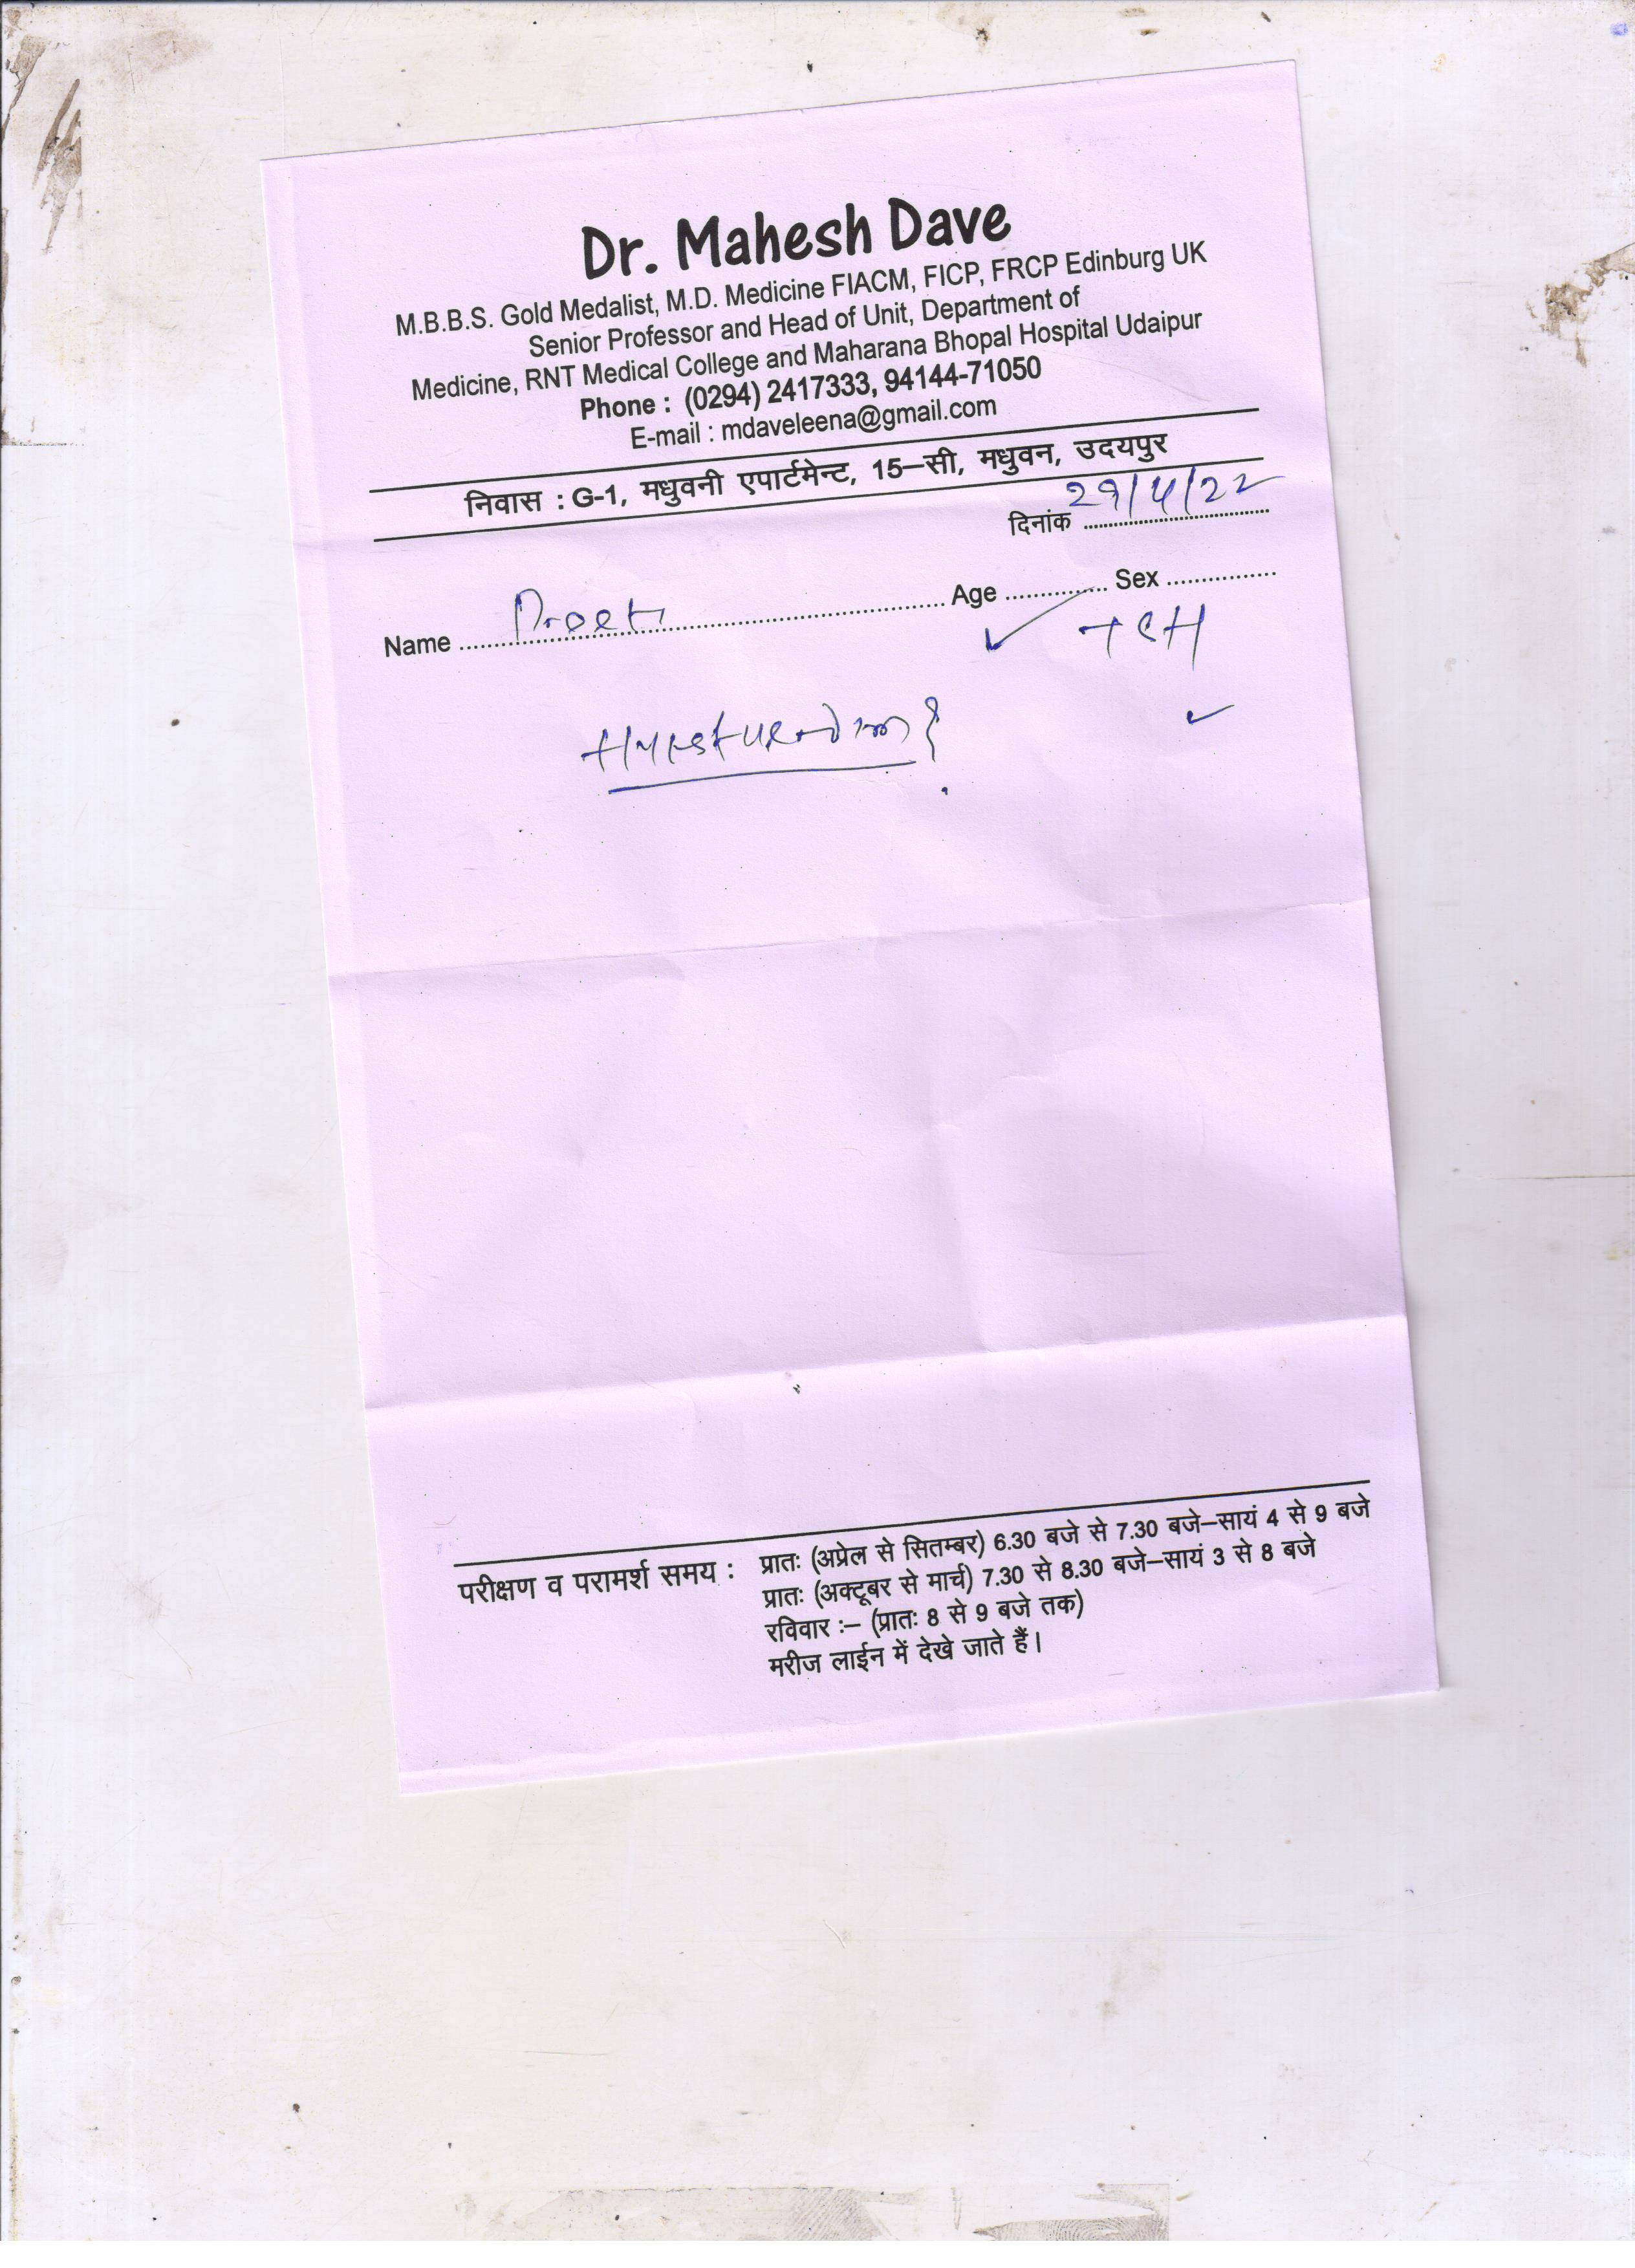 Dr. Mahesh Dave
M.B.B.S. Gold Medalist, M.D. Medicine FIACM, FICP, FRCP Edinburg UK
Senior Professor and Head of Unit, Department of
Medicine, RNT Medical College and Maharana Bhopal Hospital Udaipur
Phone : (0294) 2417333, 94144-71050
E-mail : mdaveleena@gmail.com
निवास : G-1, मधुवनी एपार्टमेन्ट, 15–सी, मधुवन, उदयपुर
दिनांक 29/4/22
Name Age Sex
परीक्षण व परामर्श समय : प्रातः (अप्रेल से सितम्बर) 6.30 बजे से 7.30 बजे–सायं 4 से 9 बजे
प्रातः (अक्टूबर से मार्च) 7.30 से 8.30 बजे–सायं 3 से 8 बजे
रविवार :– (प्रातः 8 से 9 बजे तक)
मरीज लाईन में देखे जाते हैं।